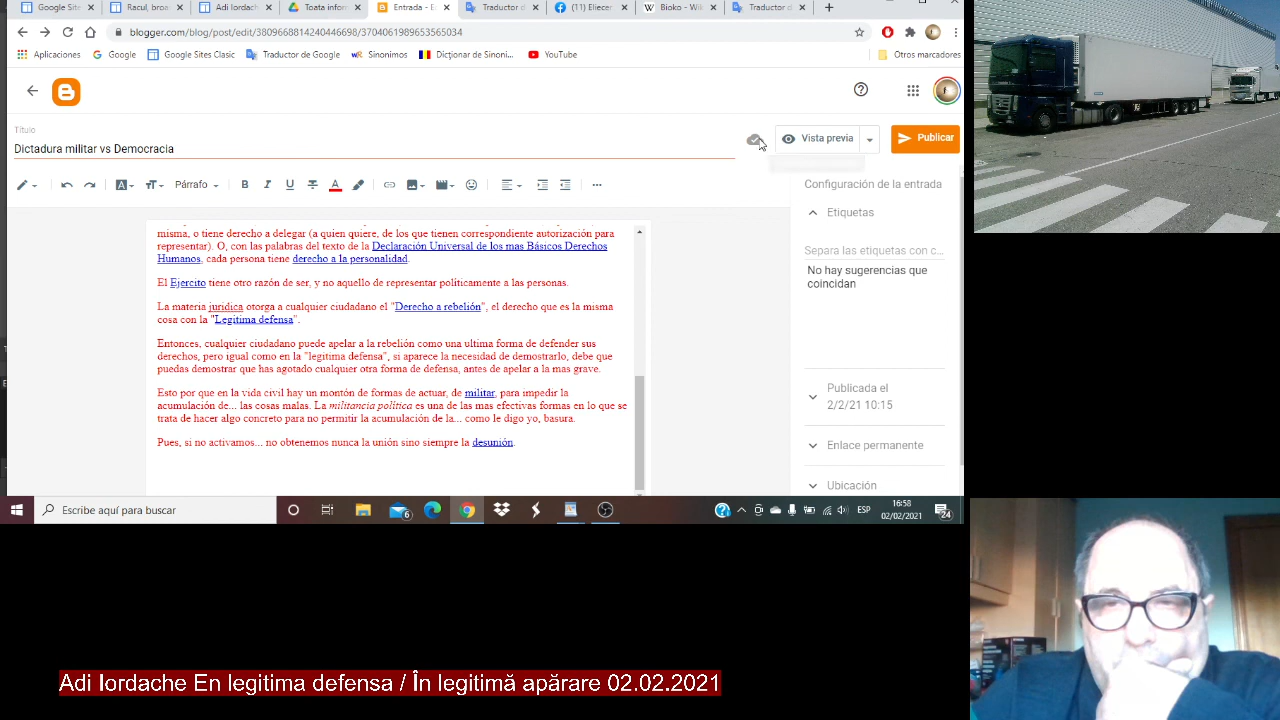 Google Sites
Racul, broa
Adi Iordach
Toata infor
Entrada - Es
Traductor d
(11) Eliecer
Bioko - Wik
Traductor d
blogger.com/blog/post/edit/3809668814240446698/3704061989653565034
Aplicaciones
Google
Google Sites Clasic
Traductor de Google
Sinonimos
Dicționar de Sinoni...
YouTube
Otros marcadores
Título
Dictadura militar vs Democracia
Vista previa
Publicar
Párrafo
Configuración de la entrada
Etiquetas
Separa las etiquetas con c...
No hay sugerencias que
coincidan
Publicada el
2/2/21 10:15
Enlace permanente
Ubicación
misma, o tiene derecho a delegar (a quien quiere, de los que tienen correspondiente autorización para
representar). O, con las palabras del texto de la Declaración Universal de los mas Básicos Derechos
Humanos, cada persona tiene derecho a la personalidad.
El Ejercito tiene otro razón de ser, y no aquello de representar políticamente a las personas.
La materia juridica otorga a cualquier ciudadano el "Derecho a rebelión", el derecho que es la misma
cosa con la "Legitima defensa".
Entonces, cualquier ciudadano puede apelar a la rebelión como una ultima forma de defender sus
derechos, pero igual como en la "legitima defensa", si aparece la necesidad de demostrarlo, debe que
puedas demostrar que has agotado cualquier otra forma de defensa, antes de apelar a la mas grave.
Esto por que en la vida civil hay un montón de formas de actuar, de militar, para impedir la
acumulación de... las cosas malas. La militancia política es una de las mas efectivas formas en lo que se
trata de hacer algo concreto para no permitir la acumulación de la... como le digo yo, basura.
Pues, si no activamos... no obtenemos nunca la unión sino siempre la desunión.
Escribe aquí para buscar
6
ESP
16:58
02/02/2021
24
Adi Iordache En legitima defensa / În legitimă apărare 02.02.2021